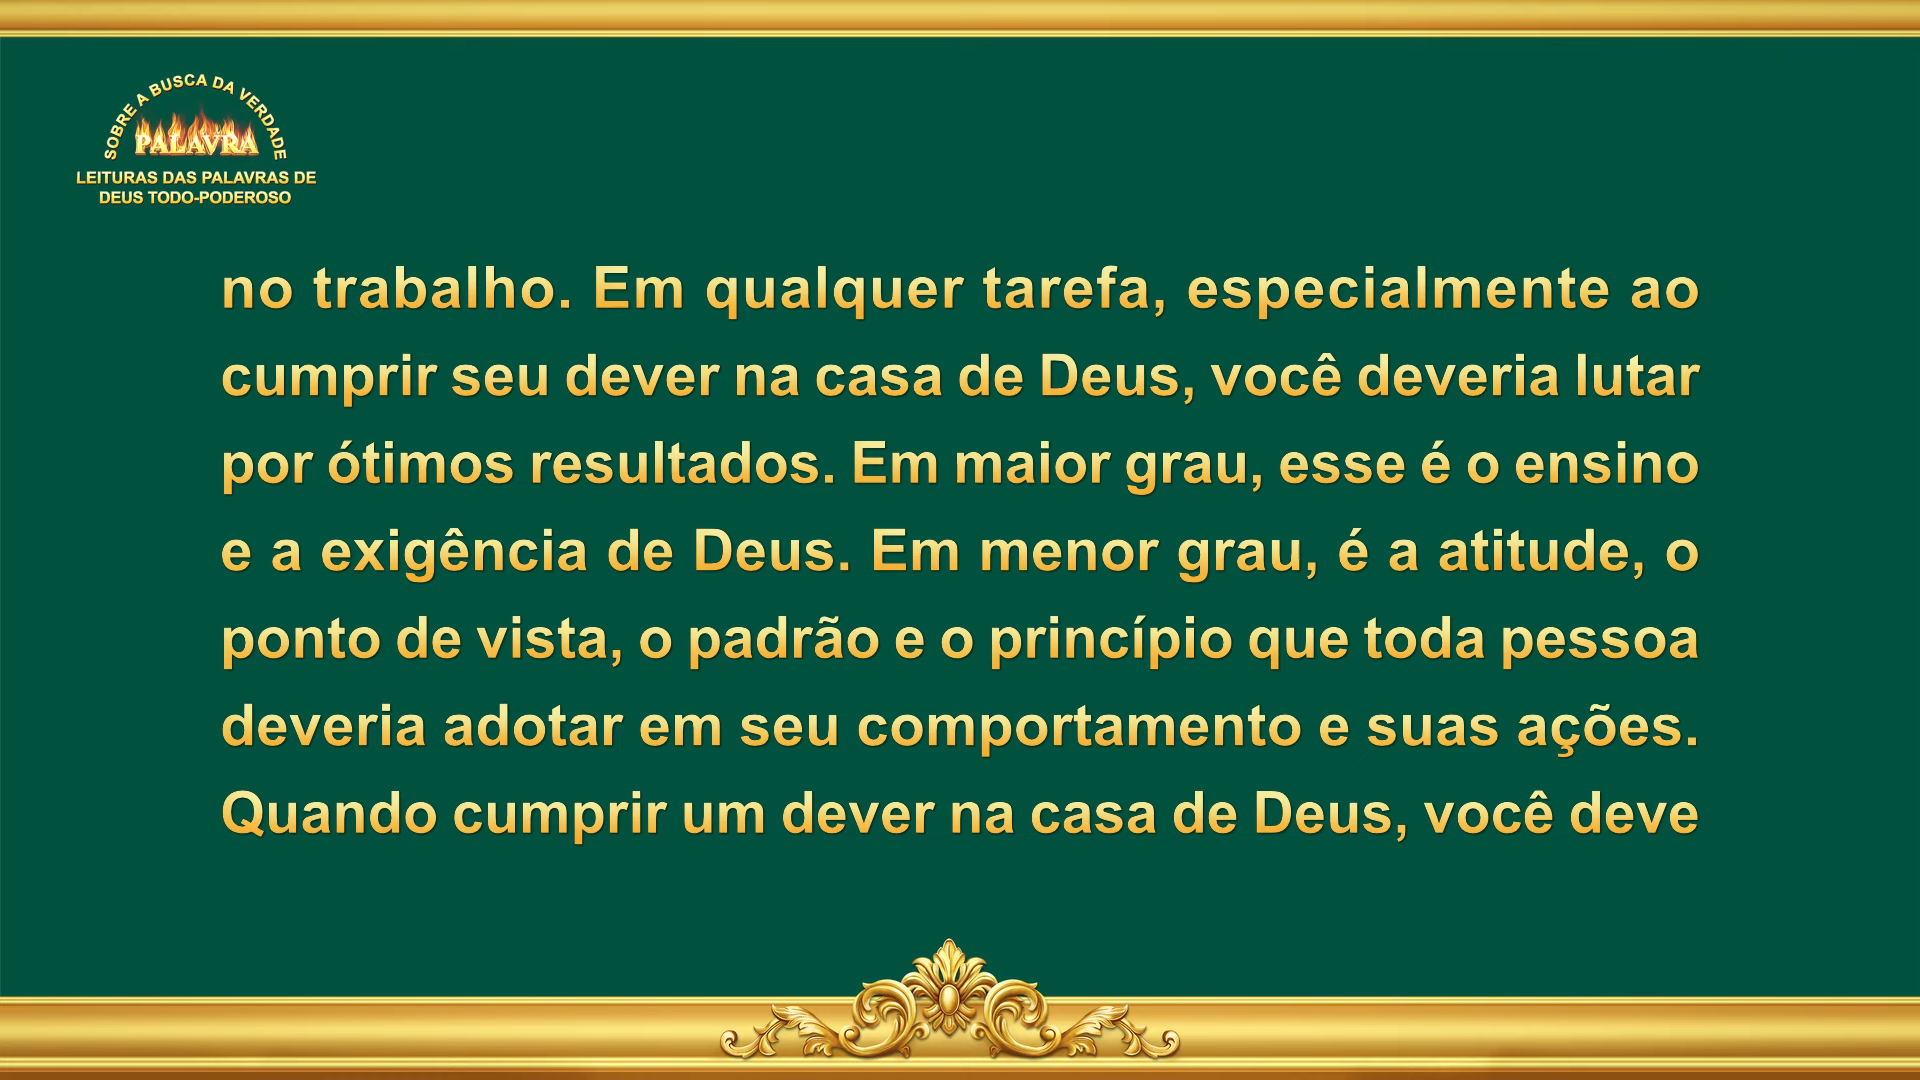 SOBRE A BUSCA DA VERDADE
PALAVRA
LEITURAS DAS PALAVRAS DE
DEUS TODO-PODEROSO
no trabalho. Em qualquer tarefa, especialmente ao
cumprir seu dever na casa de Deus, você deveria lutar
por ótimos resultados. Em maior grau, esse é o ensino
e a exigência de Deus. Em menor grau, é a atitude, o
ponto de vista, o padrão e o princípio que toda pessoa
deveria adotar em seu comportamento e suas ações.
Quando cumprir um dever na casa de Deus, você deve